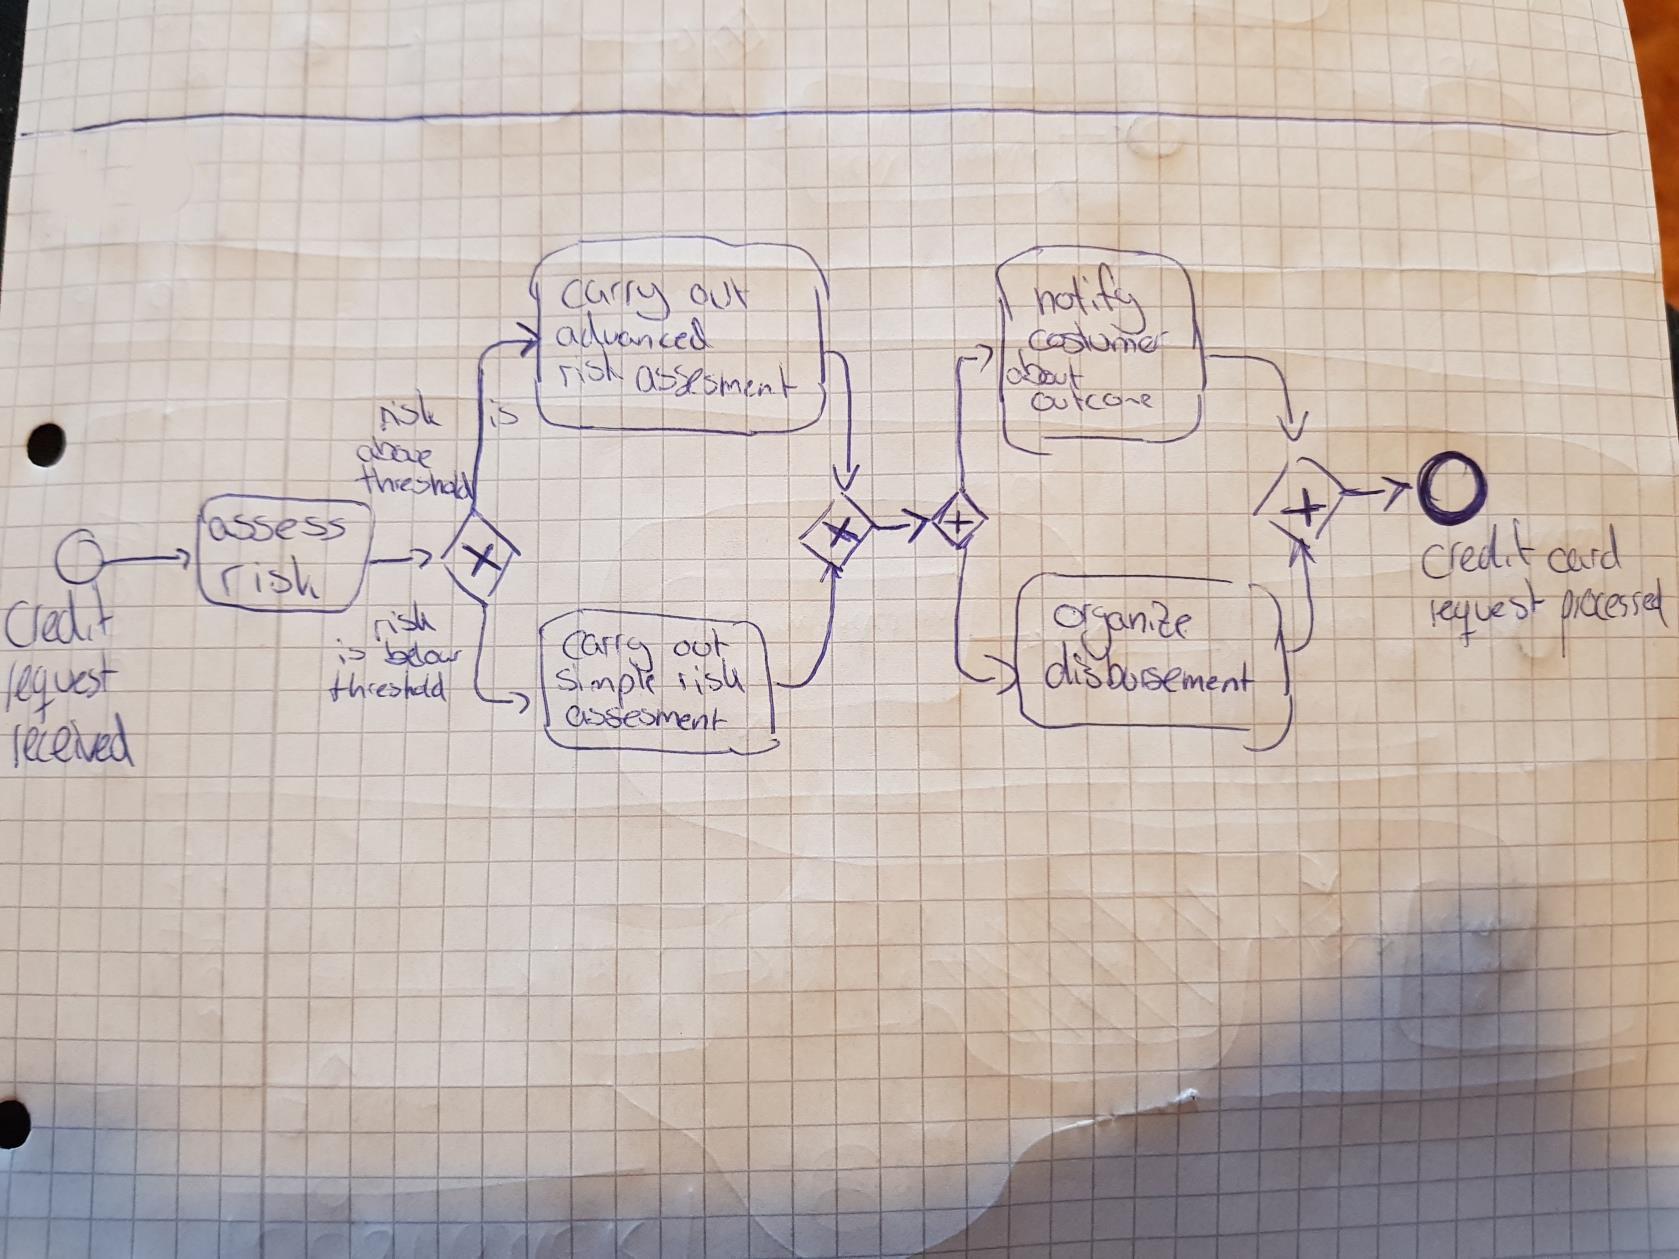 Credit
request
received
assess
risk
risk is
above
threshold
risk
is below
threshold
carry out
advanced
risk assesment
carry out
simple risk
assesment
notify
costumer
about
outcome
organize
disbursement
credit card
request processed